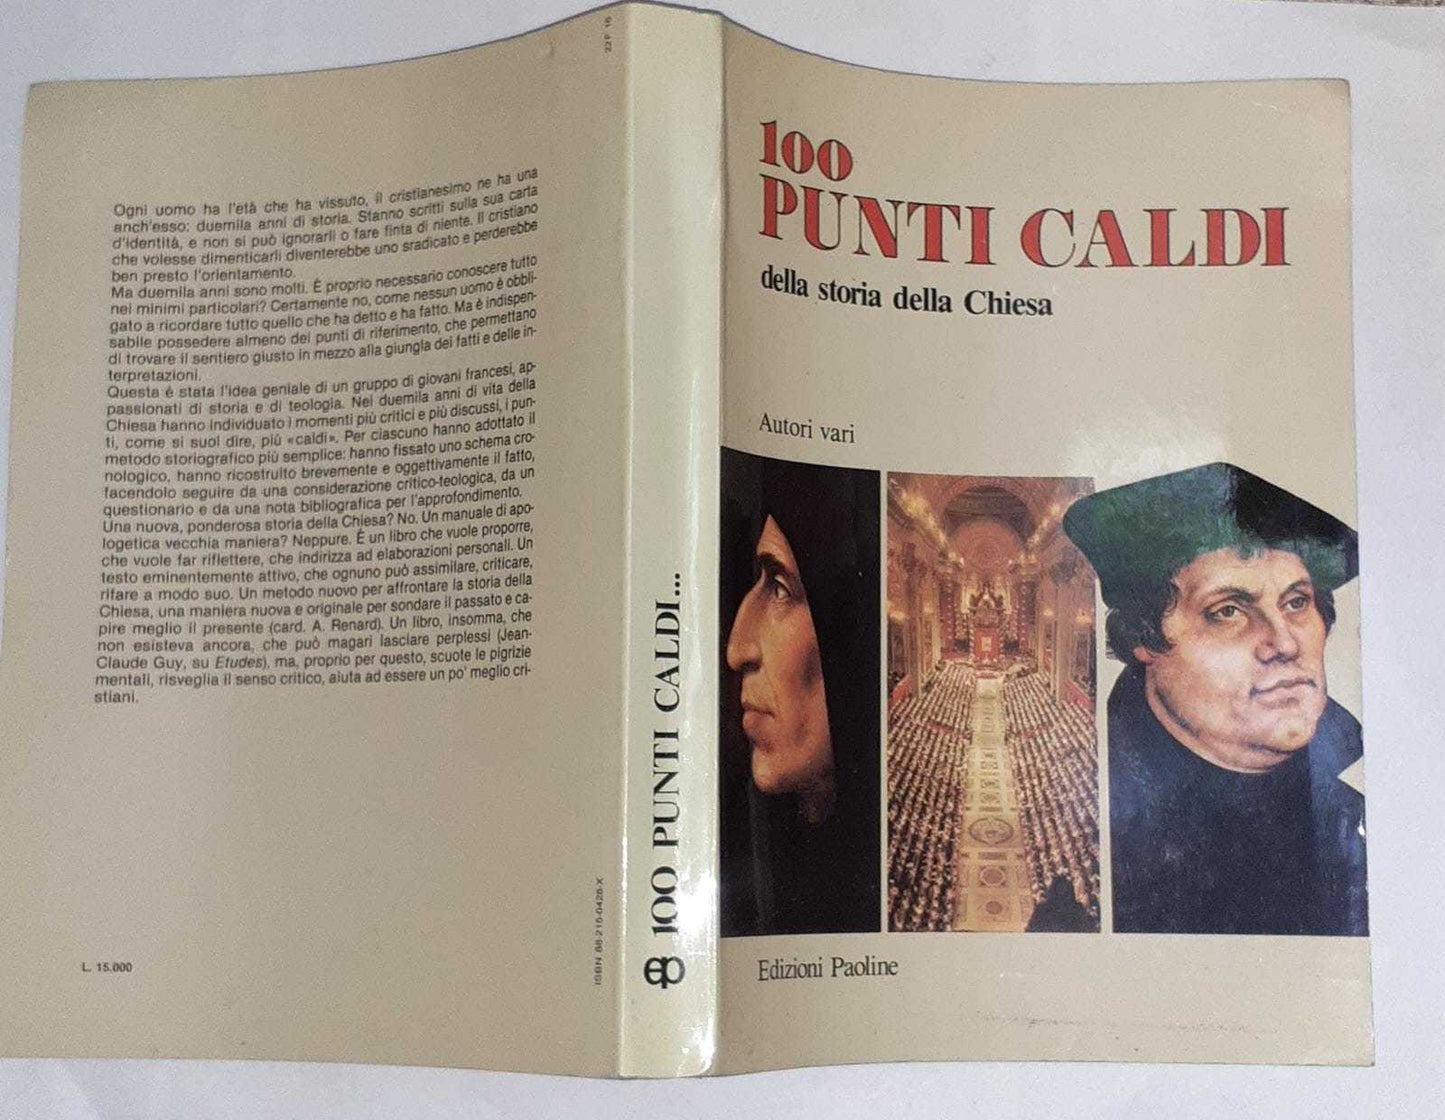 Ogni uomo ha l'età che ha vissuto, il cristianesimo ne ha una
anch'esso: duemila anni di storia. Stanno scritti sulla sua carta
d'identità, e non si può ignorarli o fare finta di niente. Il cristiano
che volesse dimenticarli diventerebbe uno sradicato e perderebbe
ben presto l'orientamento.
Ma duemila anni sono molti. È proprio necessario conoscere tutto
nei minimi particolari? Certamente no, come nessun uomo è obbli-
gato a ricordare tutto quello che ha detto e ha fatto. Ma è indispen-
sabile possedere almeno dei punti di riferimento, che permettano
di trovare il sentiero giusto in mezzo alla giungla dei fatti e delle in-
terpretazioni.
Questa è stata l'idea geniale di un gruppo di giovani francesi, ap-
passionati di storia e di teologia. Nei duemila anni di vita della
Chiesa hanno individuato i momenti più critici e più discussi, i pun-
ti, come si suol dire, più «caldi». Per ciascuno hanno adottato il
metodo storiografico più semplice: hanno fissato uno schema cro-
nologico, hanno ricostruito brevemente e oggettivamente il fatto,
facendolo seguire da una considerazione critico-teologica, da un
questionario e da una nota bibliografica per l'approfondimento.
Una nuova, ponderosa storia della Chiesa? No. Un manuale di apo-
logetica vecchia maniera? Neppure. È un libro che vuole proporre,
che vuole far riflettere, che indirizza ad elaborazioni personali. Un
testo eminentemente attivo, che ognuno può assimilare, criticare,
rifare a modo suo. Un metodo nuovo per affrontare la storia della
Chiesa, una maniera nuova e originale per sondare il passato e ca-
pire meglio il presente (card. A. Renard). Un libro, insomma, che
non esisteva ancora, che può magari lasciare perplessi (Jean-
Claude Guy, su Etudes), ma, proprio per questo, scuote le pigrizie
mentali, risveglia il senso critico, aiuta ad essere un po' meglio cri-
stiani.
L. 15.000
ISBN 88-215-0426-X
22 F 16
100 PUNTI CALDI...
ep
100
PUNTI CALDI
della storia della Chiesa
Autori vari
Edizioni Paoline